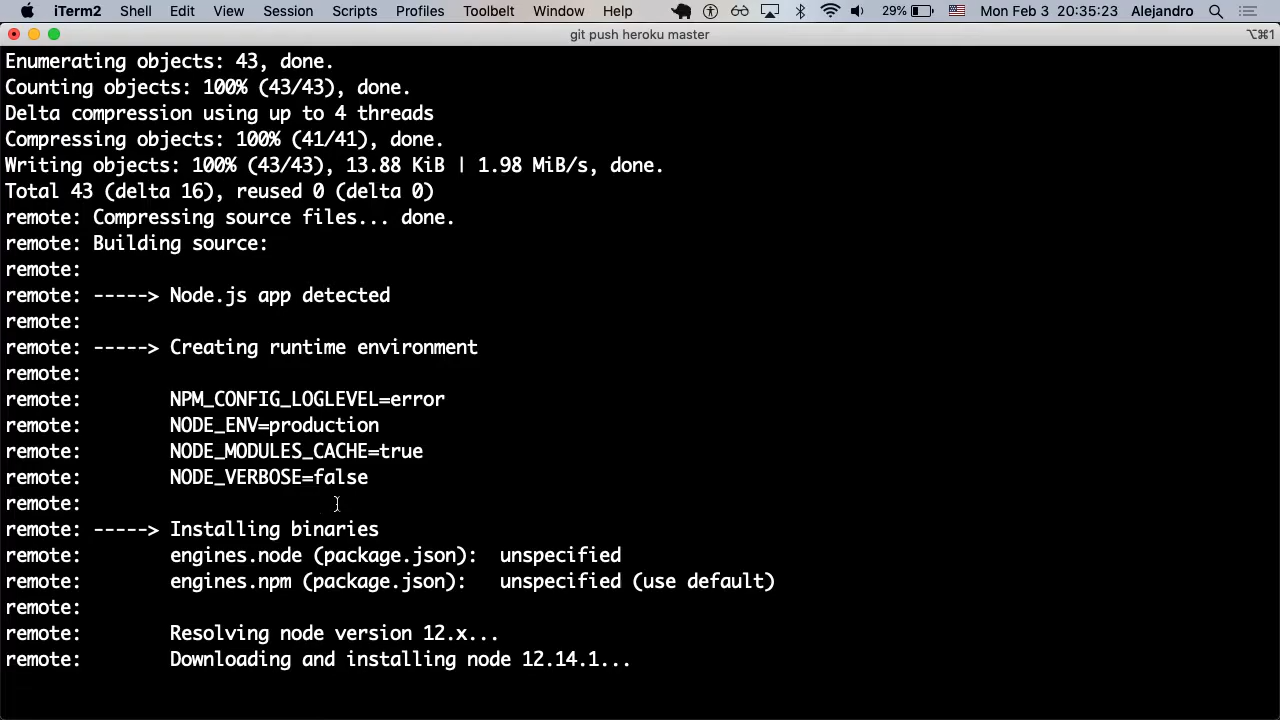 iTerm2 Shell Edit View Session Scripts Profiles Toolbelt Window Help 29% Mon Feb 3 20:35:23 Alejandro
git push heroku master ⌥⌘1
Enumerating objects: 43, done.
Counting objects: 100% (43/43), done.
Delta compression using up to 4 threads
Compressing objects: 100% (41/41), done.
Writing objects: 100% (43/43), 13.88 KiB | 1.98 MiB/s, done.
Total 43 (delta 16), reused 0 (delta 0)
remote: Compressing source files... done.
remote: Building source:
remote:
remote: -----> Node.js app detected
remote:
remote: -----> Creating runtime environment
remote:
remote:        NPM_CONFIG_LOGLEVEL=error
remote:        NODE_ENV=production
remote:        NODE_MODULES_CACHE=true
remote:        NODE_VERBOSE=false
remote:
remote: -----> Installing binaries
remote:        engines.node (package.json):  unspecified
remote:        engines.npm (package.json):   unspecified (use default)
remote:
remote:        Resolving node version 12.x...
remote:        Downloading and installing node 12.14.1...